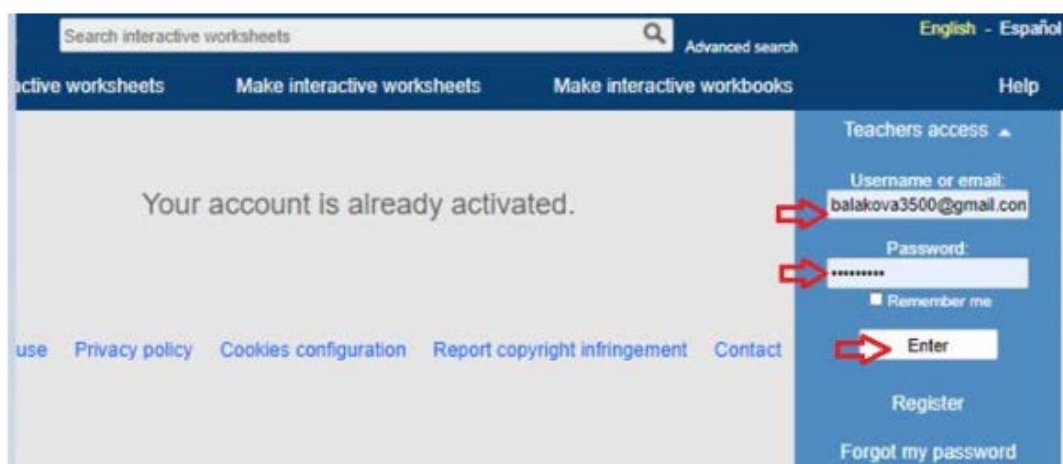 Search interactive worksheets
Advanced search
English - Español
active worksheets Make interactive worksheets Make interactive workbooks Help
Teachers access
Username or email:
balakova3500@gmail.con
Your account is already activated.
Password:
•••••••••
Remember me
use Privacy policy Cookies configuration Report copyright infringement Contact
Enter
Register
Forgot my password